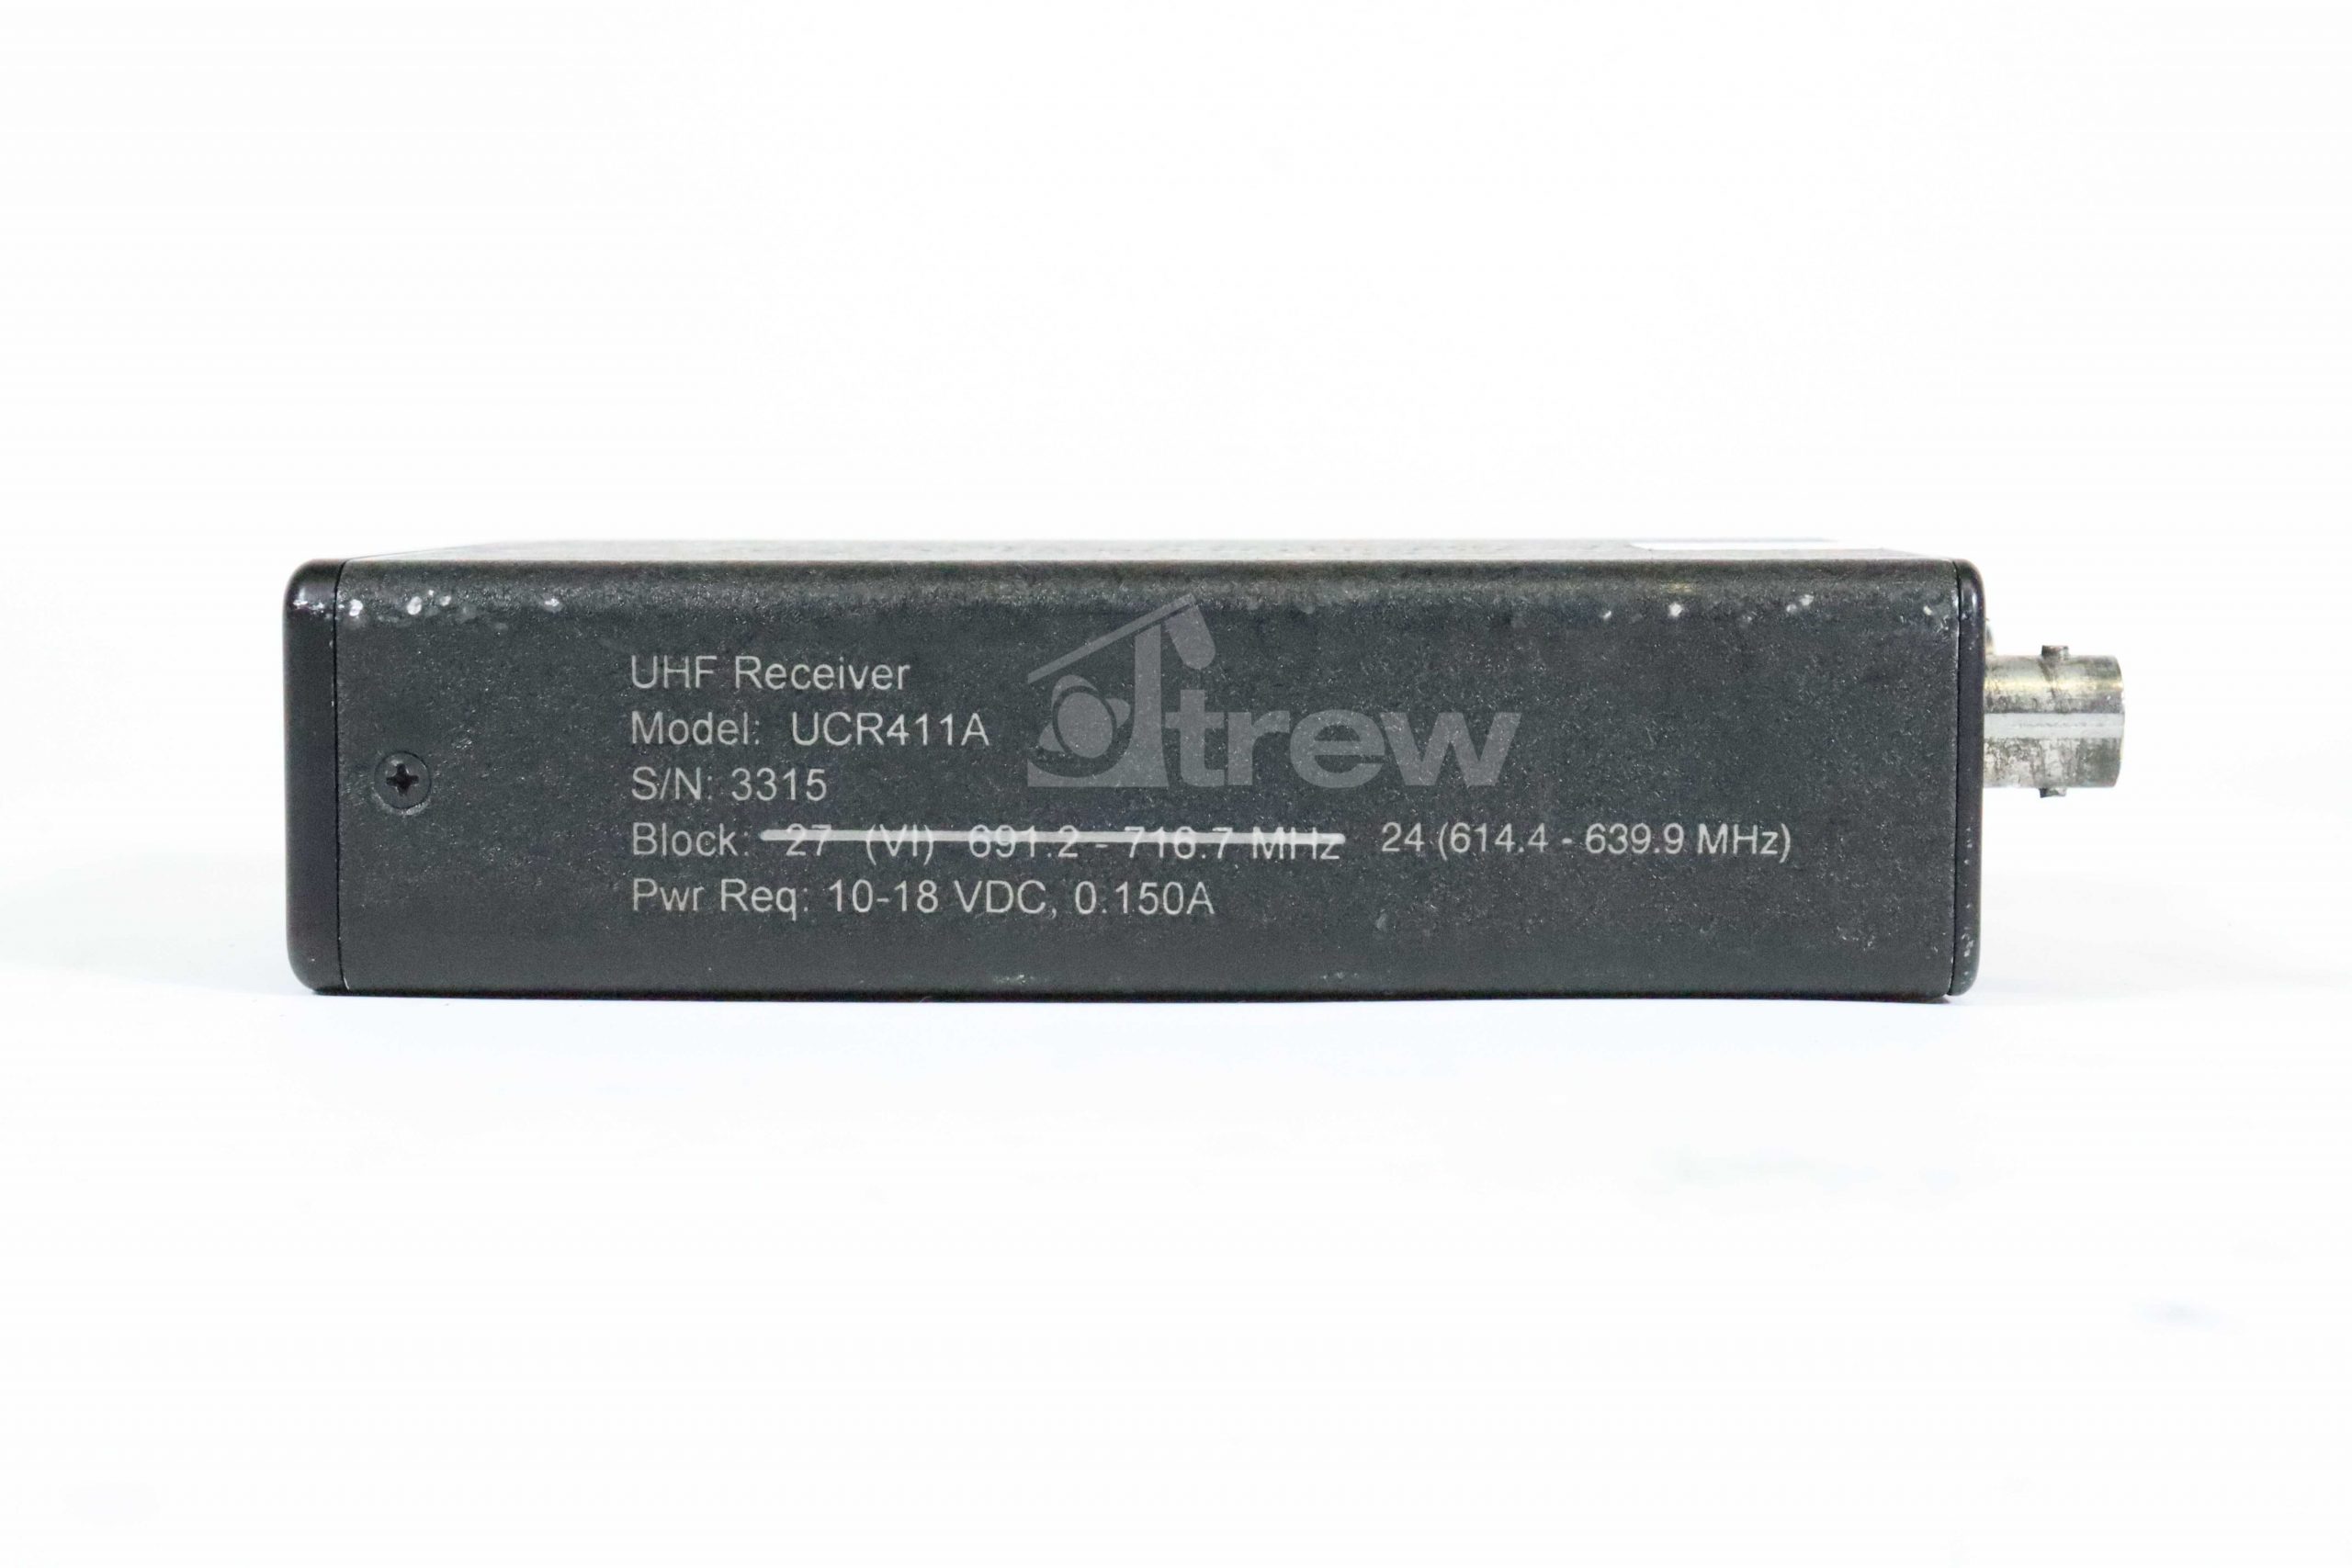 UHF Receiver
Model: UCR411A
trew
S/N: 3315
Block: 27 (VI) 691.2 - 716.7 MHz 24 (614.4 - 639.9 MHz)
Pwr Req: 10-18 VDC, 0.150A